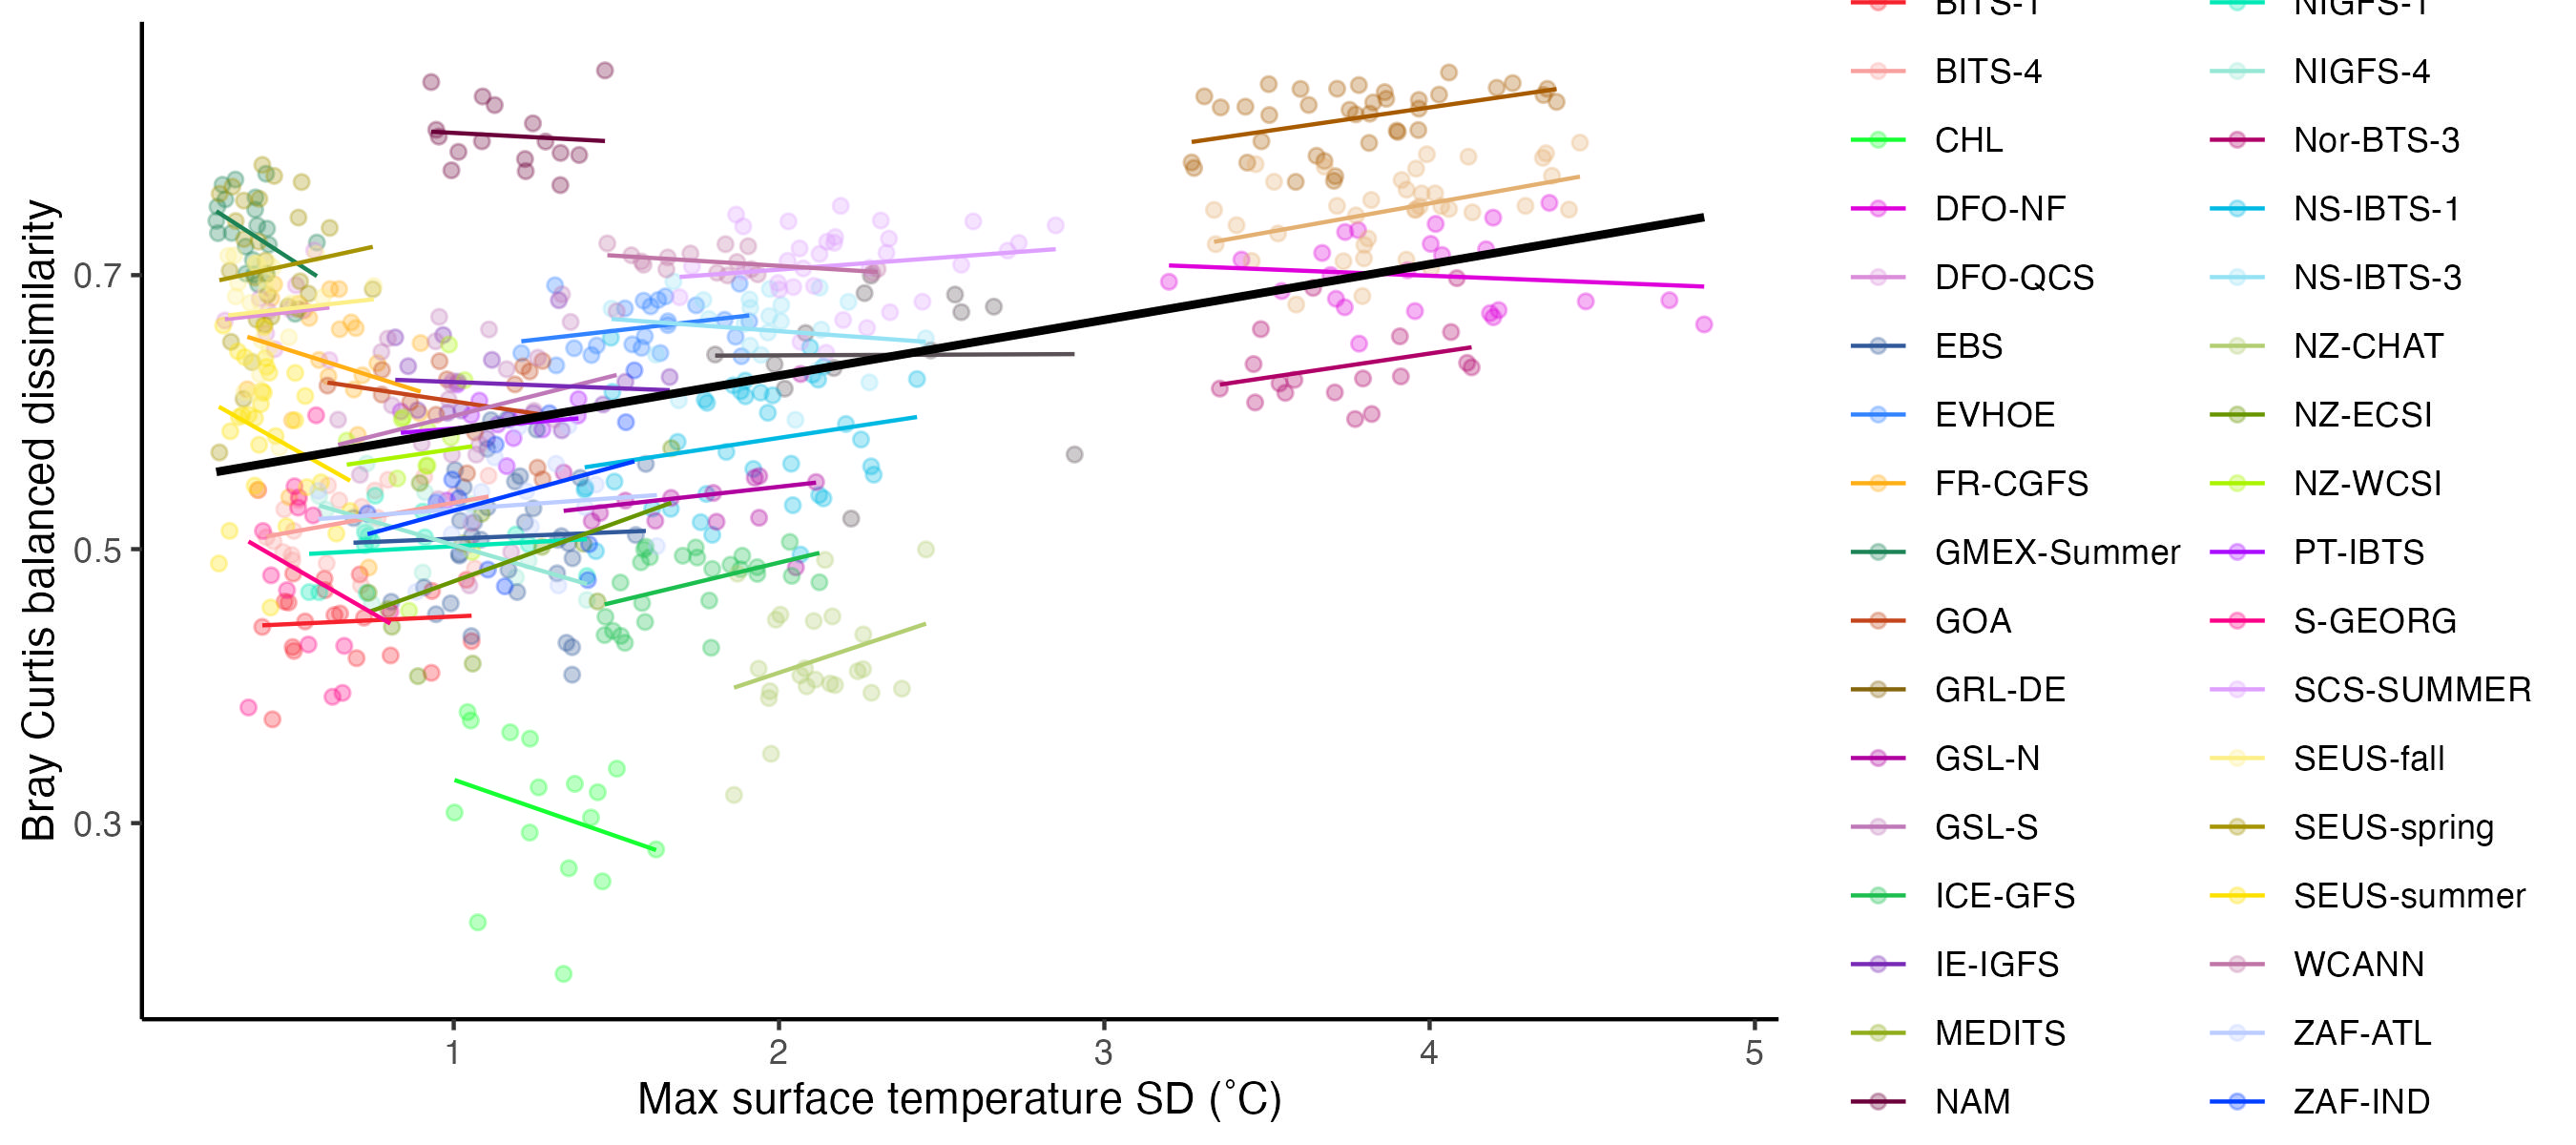 Bray Curtis balanced dissimilarity
0.7
0.5
0.3
1 2 3 4 5
Max surface temperature SD (°C)
BITS-1
BITS-4
CHL
DFO-NF
DFO-QCS
EBS
EVHOE
FR-CGFS
GMEX-Summer
GOA
GRL-DE
GSL-N
GSL-S
ICE-GFS
IE-IGFS
MEDITS
NAM
NIGFS-1
NIGFS-4
Nor-BTS-3
NS-IBTS-1
NS-IBTS-3
NZ-CHAT
NZ-ECSI
NZ-WCSI
PT-IBTS
S-GEORG
SCS-SUMMER
SEUS-fall
SEUS-spring
SEUS-summer
WCANN
ZAF-ATL
ZAF-IND